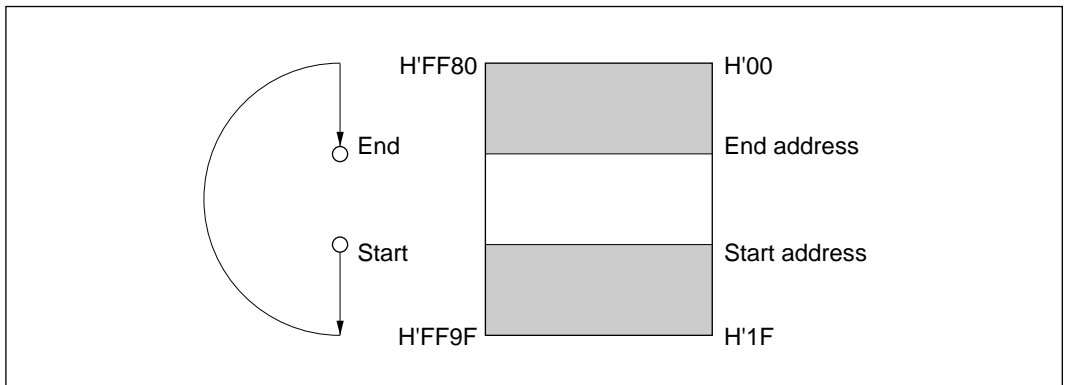 H'FF80 H'00
End End address
Start Start address
H'FF9F H'1F